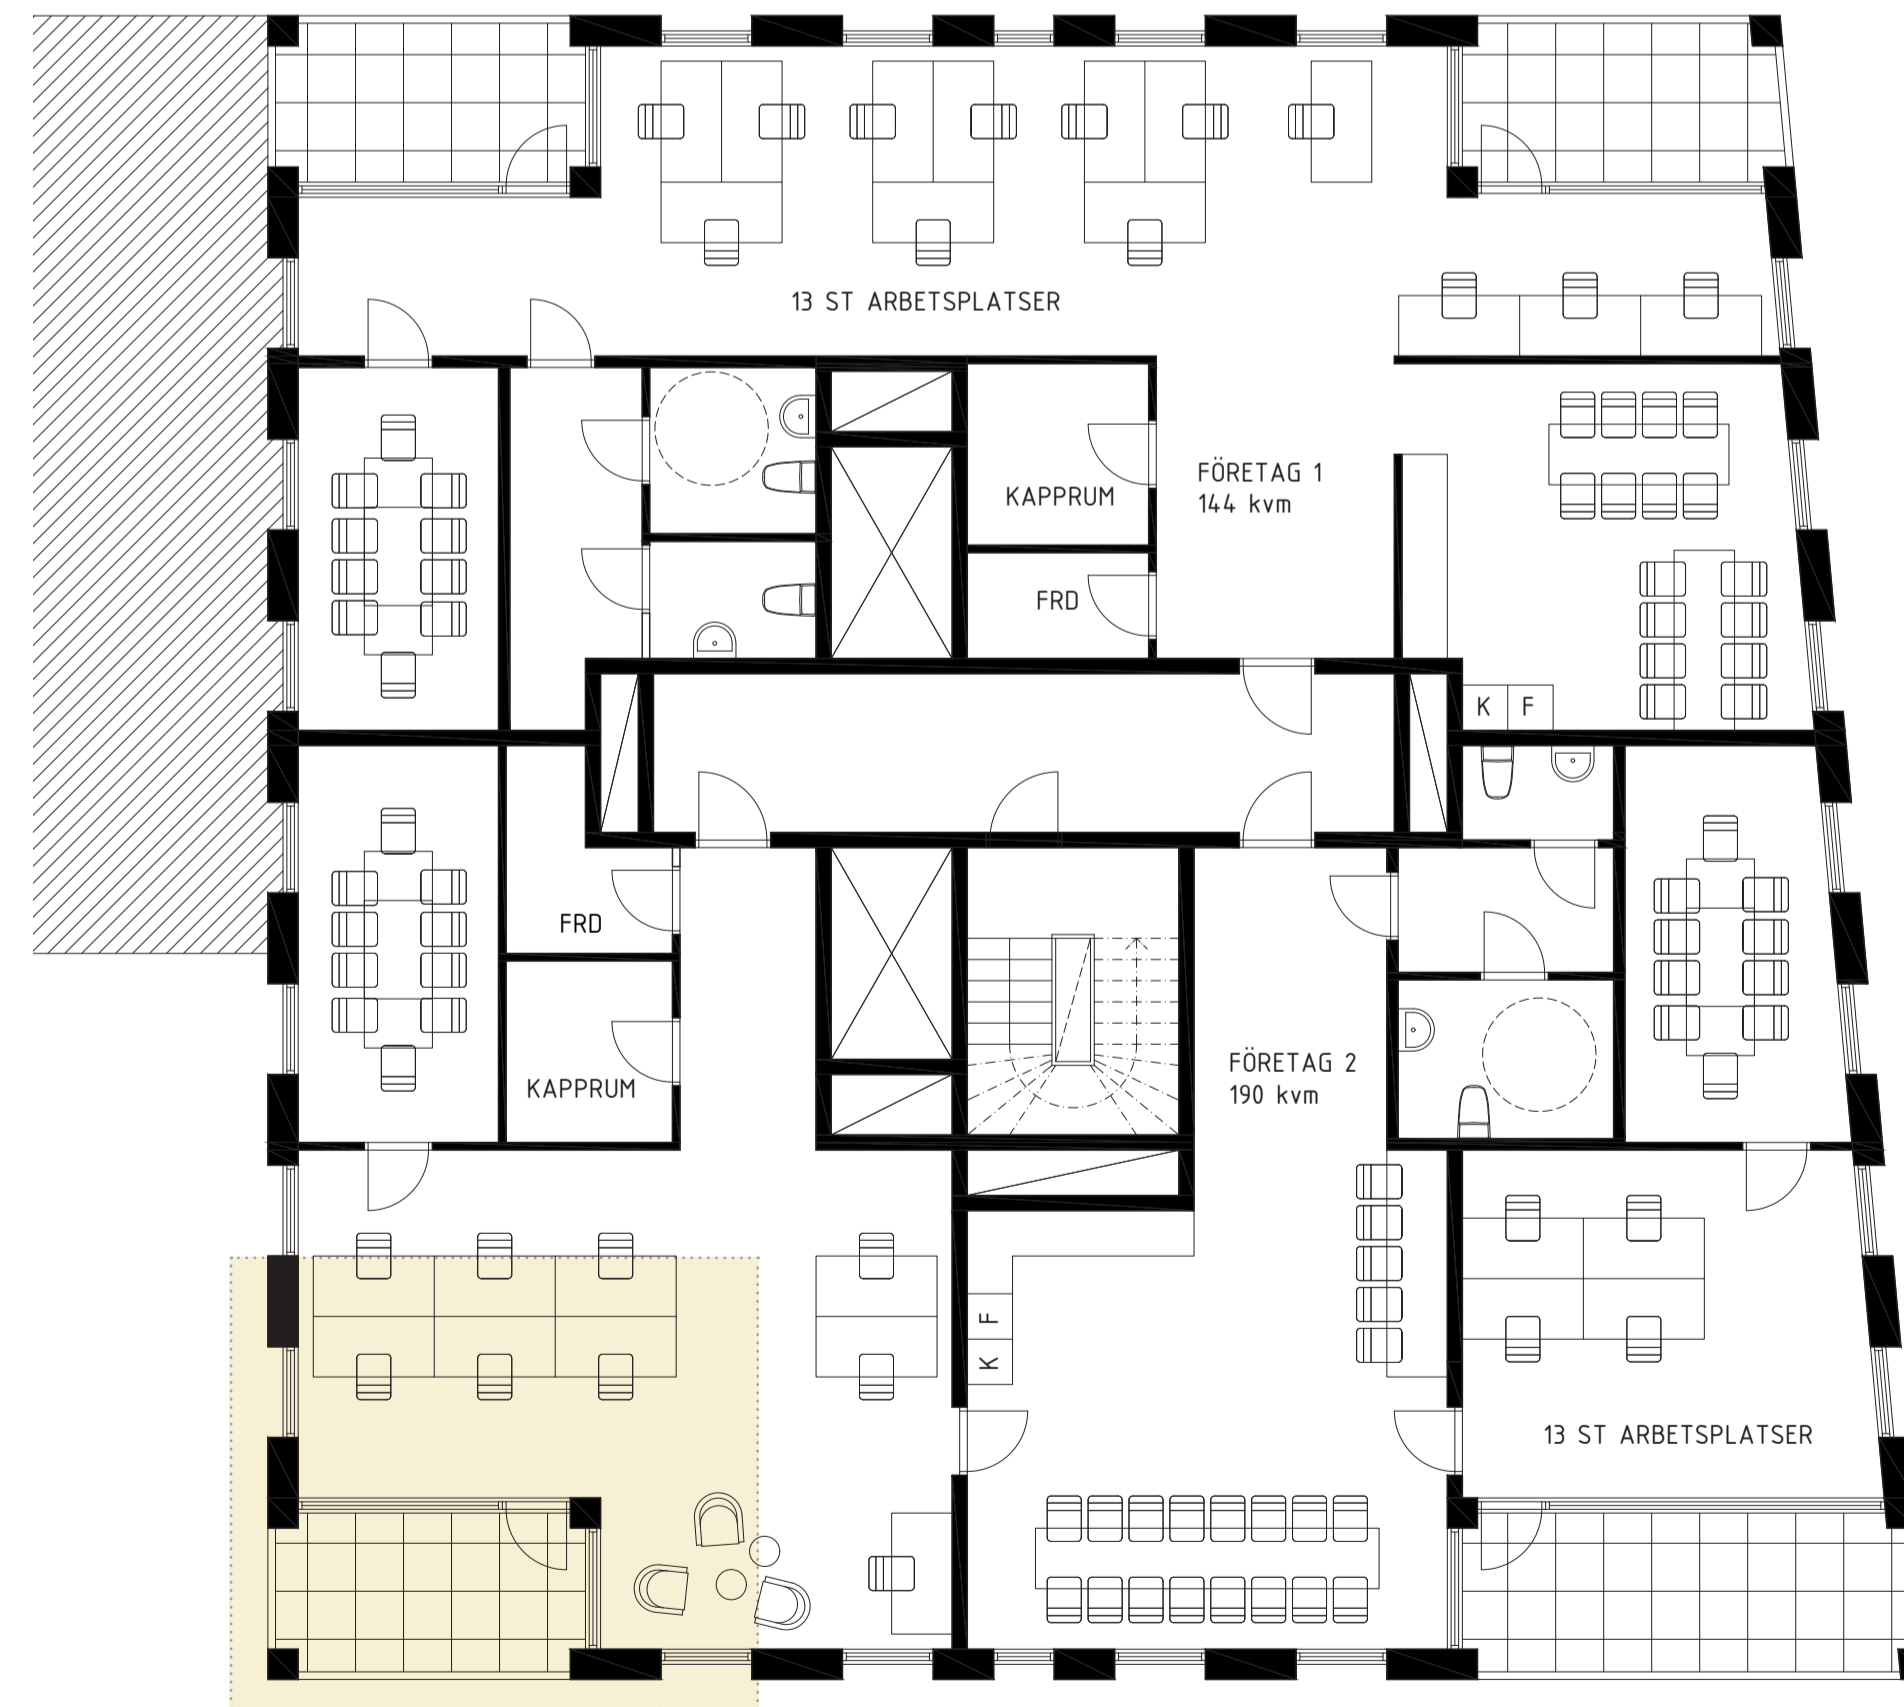 13 ST ARBETSPLATSER
FÖRETAG 1
144 kvm
KAPPRUM
FRD
K F
FRD
KAPPRUM
FÖRETAG 2
190 kvm
F
K
13 ST ARBETSPLATSER